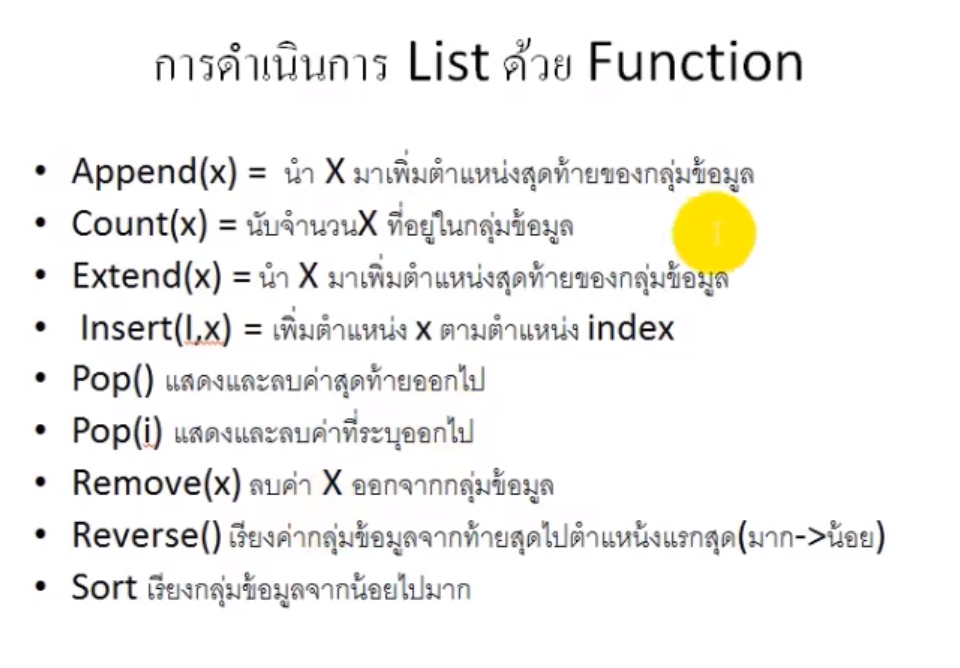 การดำเนินการ List ด้วย Function
• Append(x) = นำ X มาเพิ่มตำแหน่งสุดท้ายของกลุ่มข้อมูล
• Count(x) = นับจำนวนX ที่อยู่ในกลุ่มข้อมูล
• Extend(x) = นำ X มาเพิ่มตำแหน่งสุดท้ายของกลุ่มข้อมูล
• Insert(I,x) = เพิ่มตำแหน่ง x ตามตำแหน่ง index
• Pop() แสดงและลบค่าสุดท้ายออกไป
• Pop(i) แสดงและลบค่าที่ระบุออกไป
• Remove(x) ลบค่า X ออกจากกลุ่มข้อมูล
• Reverse() เรียงค่ากลุ่มข้อมูลจากท้ายสุดไปตำแหน้งแรกสุด(มาก->น้อย)
• Sort เรียงกลุ่มข้อมูลจากน้อยไปมาก